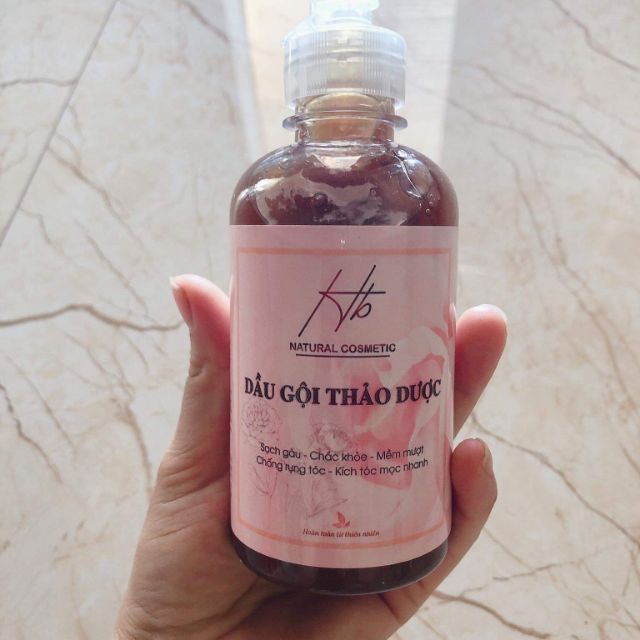 Hb
NATURAL COSMETIC
DẦU GỘI THẢO DƯỢC
Sạch gàu - Chắc khỏe - Mềm mượt
Chống rụng tóc - Kích tóc mọc nhanh
Hoàn toàn từ thiên nhiên